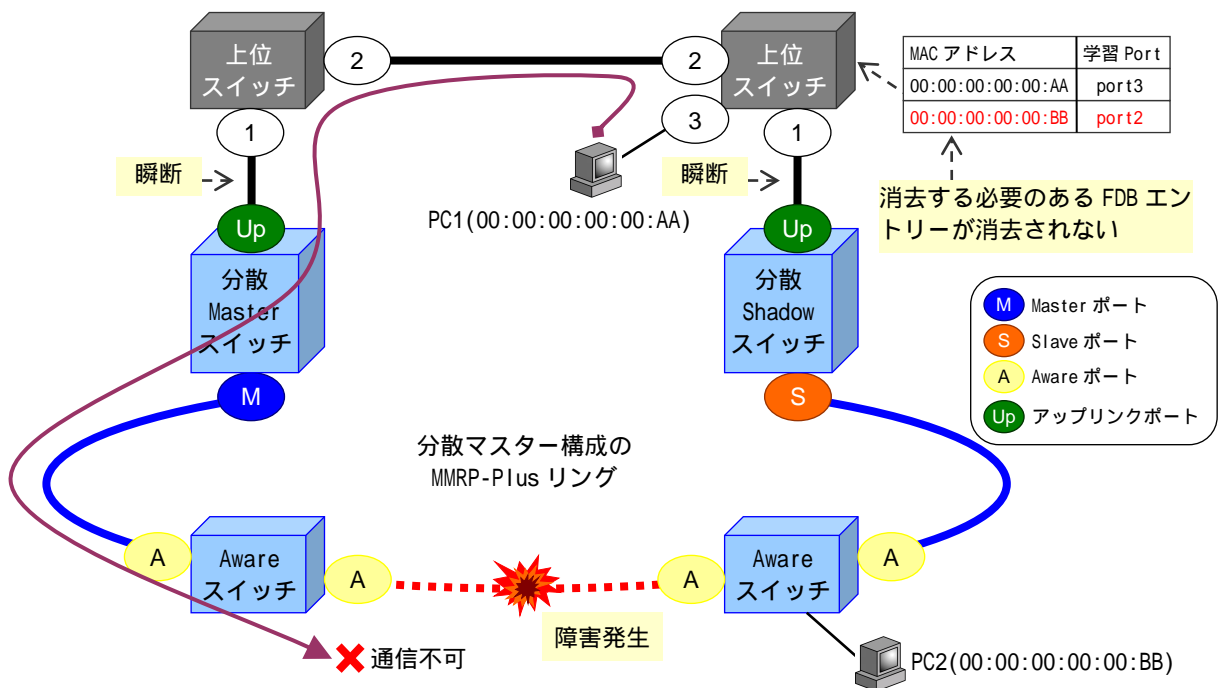 上位
スイッチ
2
2
上位
スイッチ
MAC アドレス
学習 Port
00:00:00:00:00:AA
port3
00:00:00:00:00:BB
port2
1
3
1
瞬断
瞬断
PC1(00:00:00:00:00:AA)
消去する必要のある FDB エン
トリーが消去されない
Up
分散
Master
スイッチ
M
Up
分散
Shadow
スイッチ
S
M
Master ポート
S
Slave ポート
A
Aware ポート
Up
アップリンクポート
分散マスター構成の
MMRP-Plus リング
A
Aware
スイッチ
A
A
Aware
スイッチ
A
障害発生
通信不可
PC2(00:00:00:00:00:BB)